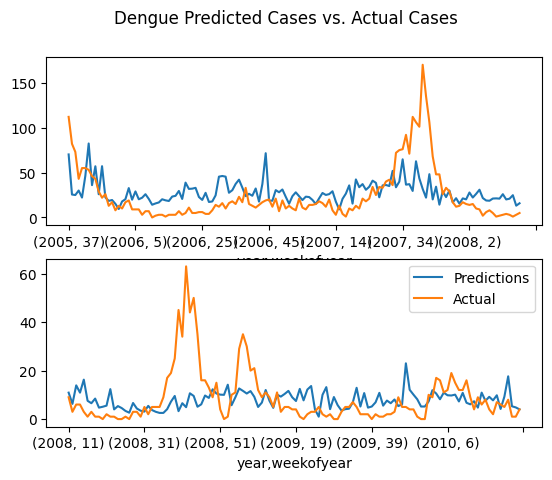 Dengue Predicted Cases vs. Actual Cases
150
100
50
0
(2005, 37) (2006, 5) (2006, 25) (2006, 45) (2007, 14) (2007, 34) (2008, 2)
year,weekofyear
60
40
20
0
Predictions
Actual
(2008, 11) (2008, 31) (2008, 51) (2009, 19) (2009, 39) (2010, 6)
year,weekofyear